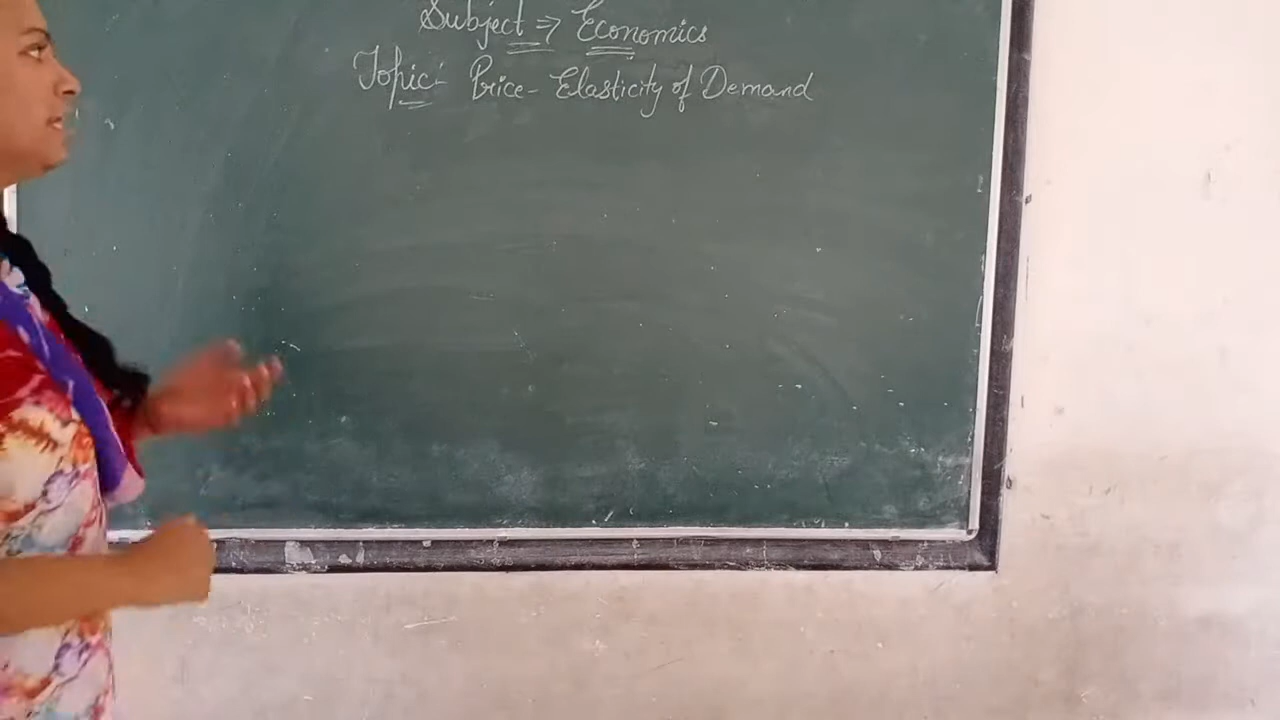 Subject ⇒ Economics
Topic:- Price- Elasticity of Demand